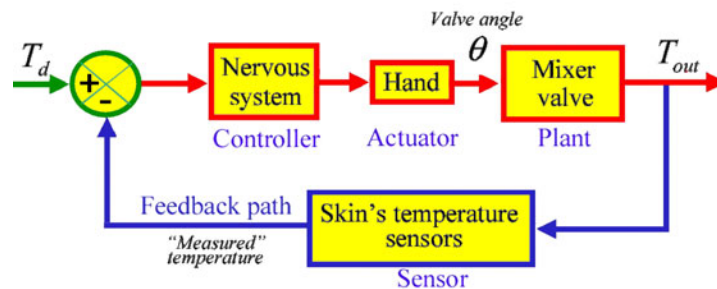 Valve angle
T_d
θ
T_out
+
-
Nervous
system
Hand
Mixer
valve
Controller
Actuator
Plant
Feedback path
"Measured"
temperature
Skin's temperature
sensors
Sensor